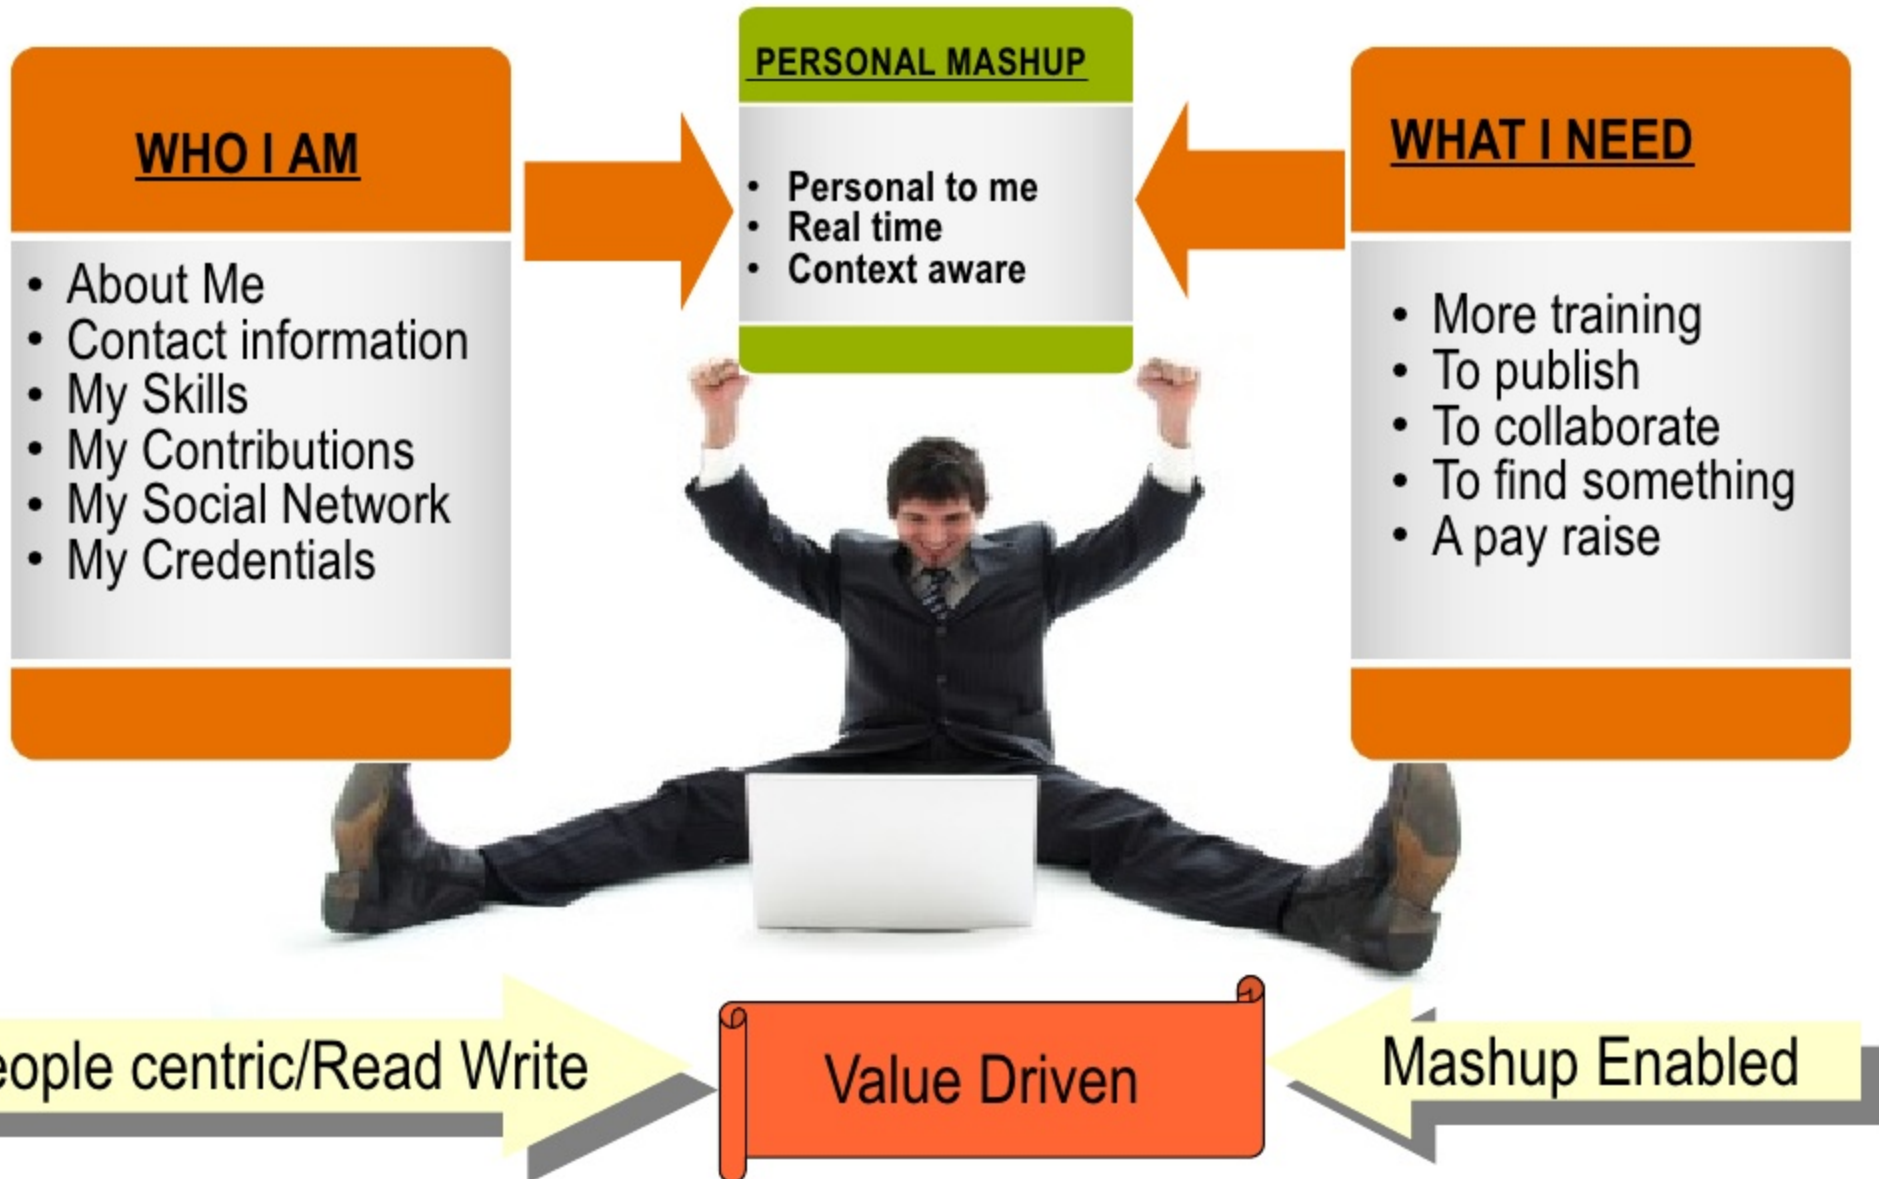 WHO I AM
• About Me
• Contact information
• My Skills
• My Contributions
• My Social Network
• My Credentials
PERSONAL MASHUP
• Personal to me
• Real time
• Context aware
WHAT I NEED
• More training
• To publish
• To collaborate
• To find something
• A pay raise
eople centric/Read Write
Value Driven
Mashup Enabled